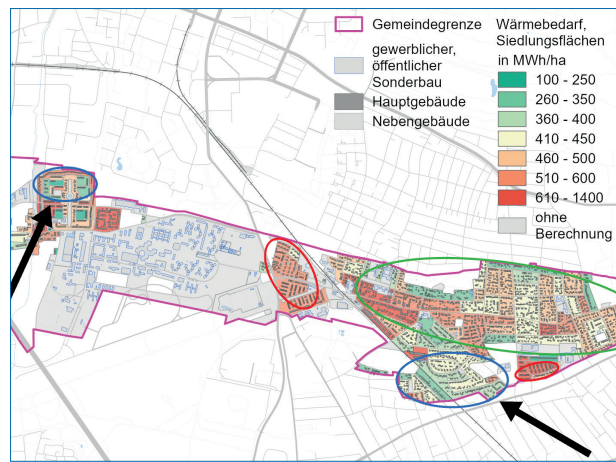 Gemeindegrenze
gewerblicher,
öffentlicher
Sonderbau
Hauptgebäude
Nebengebäude
Wärmebedarf,
Siedlungsflächen
in MWh/ha
100 - 250
260 - 350
360 - 400
410 - 450
460 - 500
510 - 600
610 - 1400
ohne
Berechnung